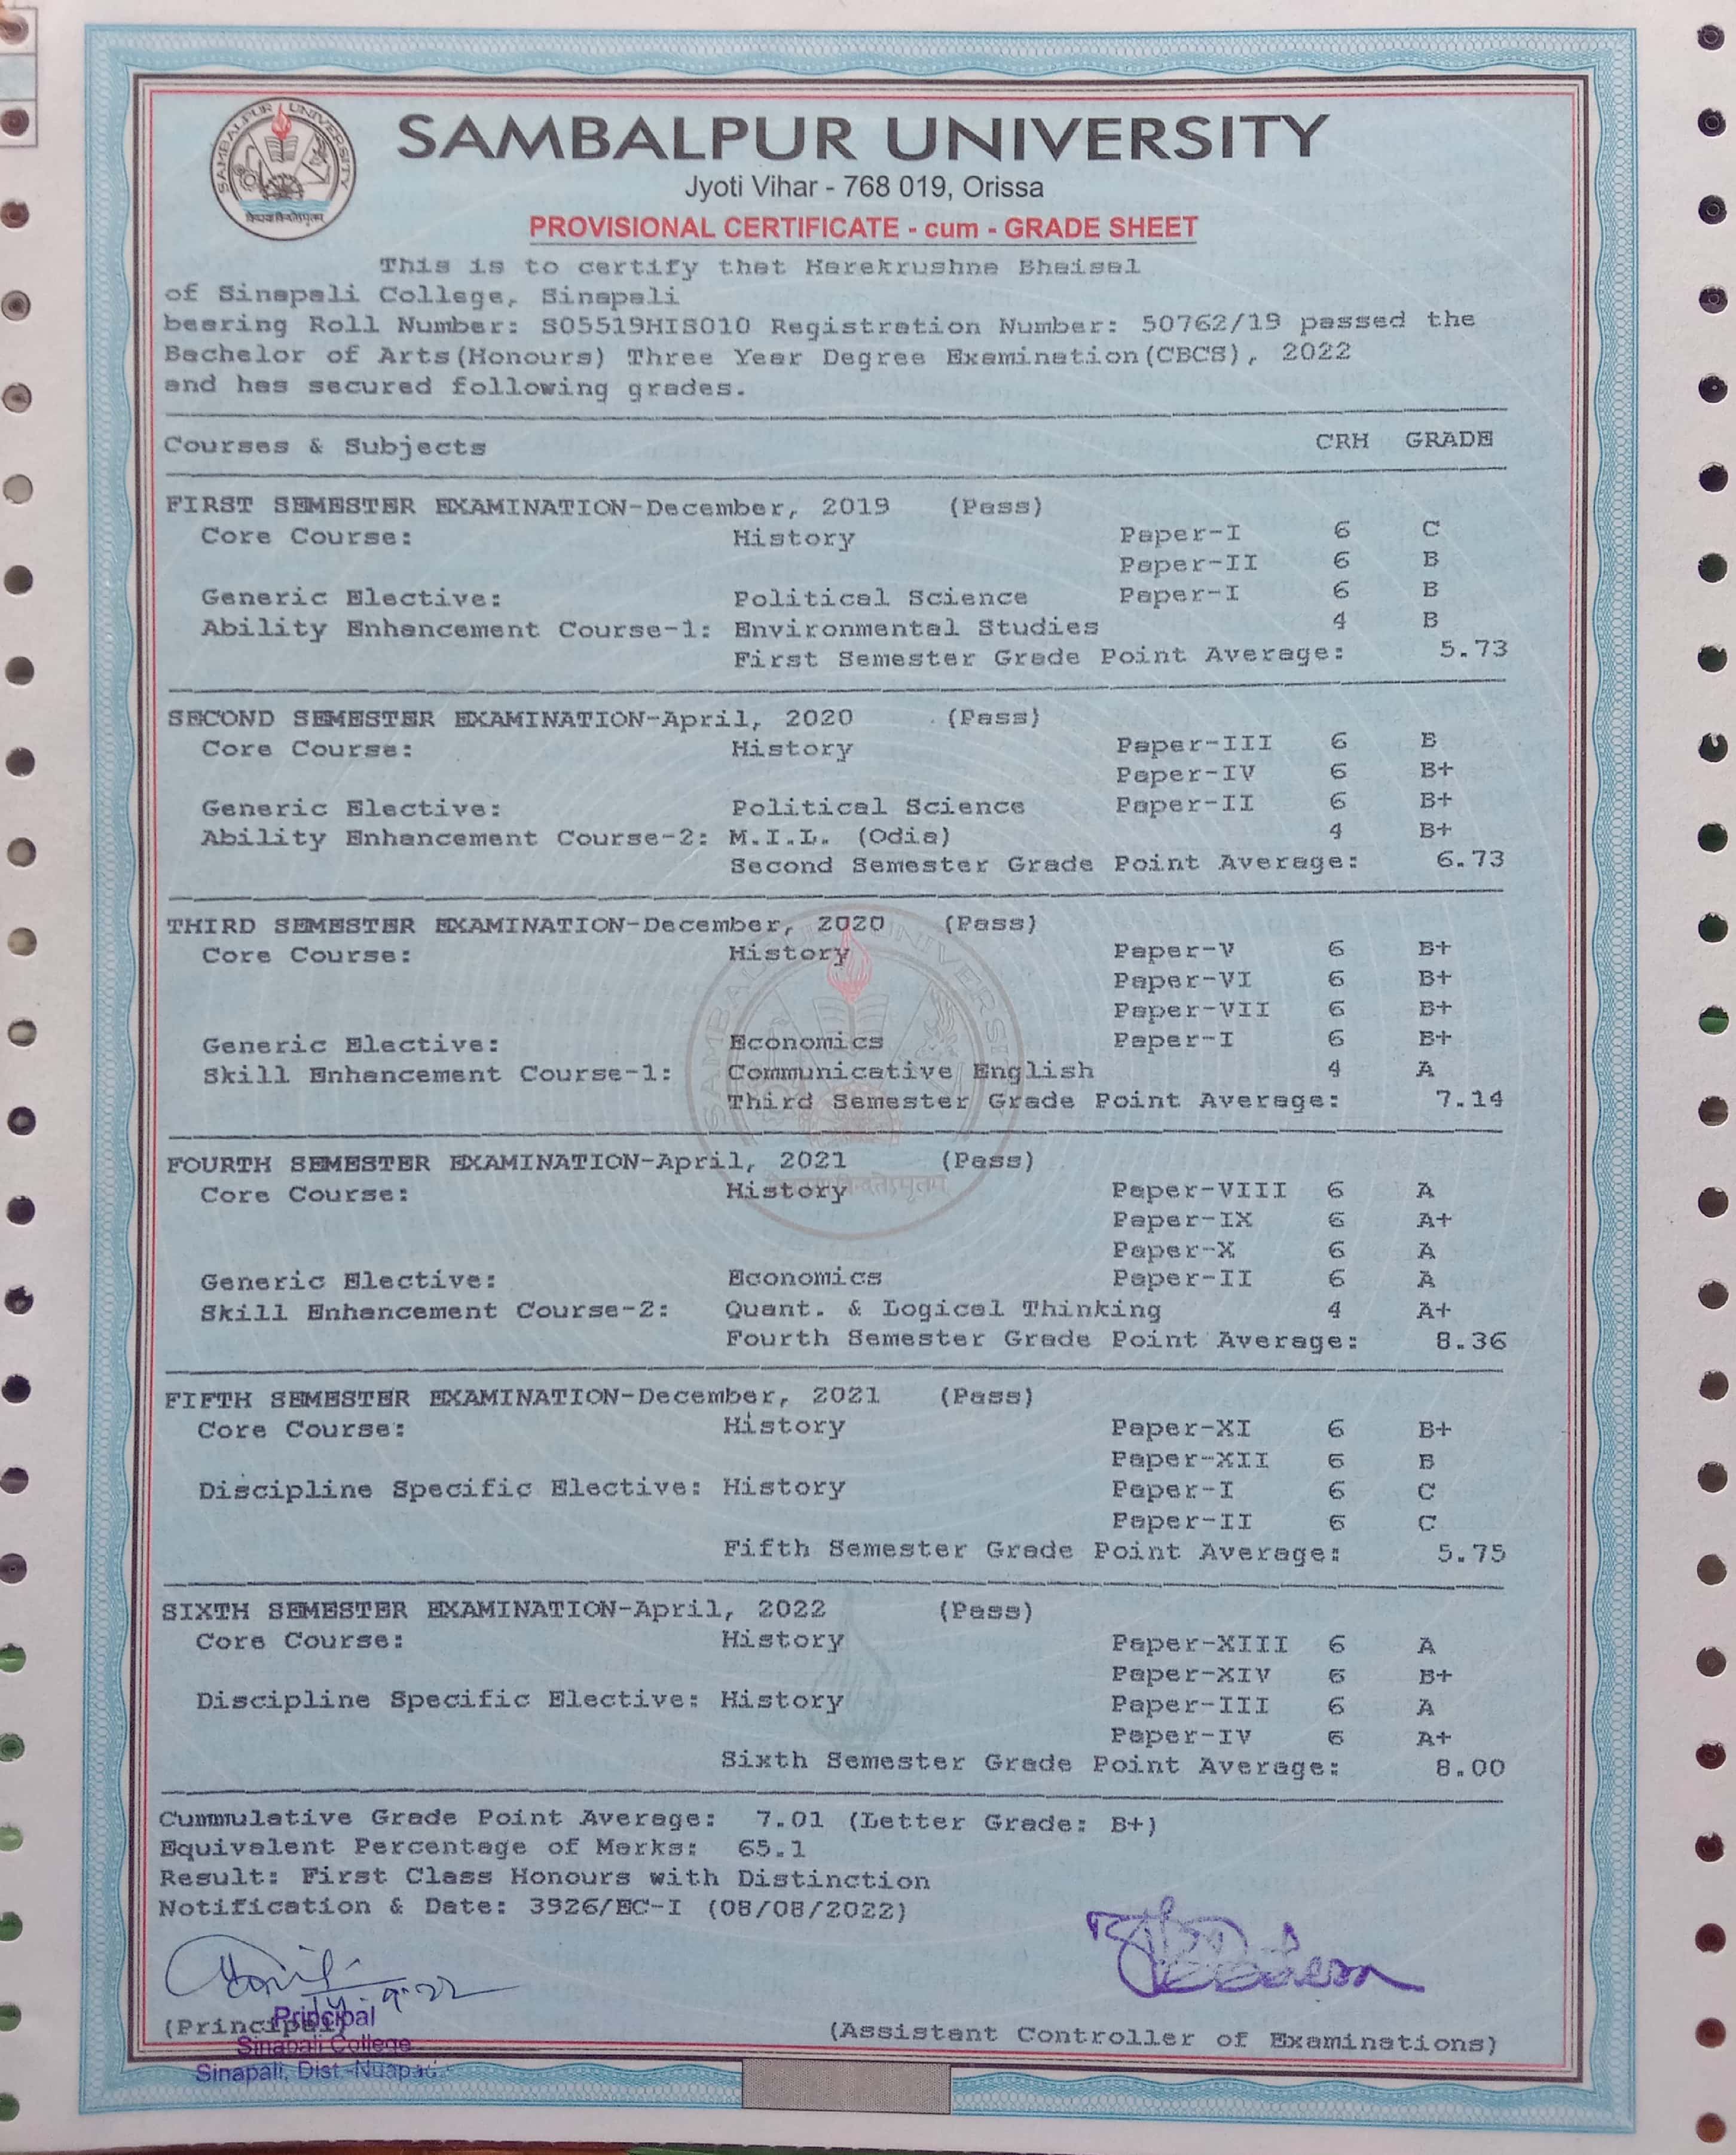 SAMBALPUR UNIVERSITY
SAMBALPUR UNIVERSITY
Jyoti Vihar - 768 019, Orissa
PROVISIONAL CERTIFICATE - cum - GRADE SHEET
This is to certify that Harekrushna Bhaisal
of Sinapali College, Sinapali
bearing Roll Number: S05519HIS010 Registration Number: 50762/19 passed the
Bachelor of Arts(Honours) Three Year Degree Examination(CBCS), 2022
and has secured following grades.
Courses & Subjects CRH GRADE
FIRST SEMESTER EXAMINATION-December, 2019 (Pass)
Core Course: History Paper-I 6 C
Paper-II 6 B
Generic Elective: Political Science Paper-I 6 B
Ability Enhancement Course-1: Environmental Studies 4 B
First Semester Grade Point Average: 5.73
SECOND SEMESTER EXAMINATION-April, 2020 (Pass)
Core Course: History Paper-III 6 B
Paper-IV 6 B+
Generic Elective: Political Science Paper-II 6 B+
Ability Enhancement Course-2: M.I.L. (Odia) 4 B+
Second Semester Grade Point Average: 6.73
THIRD SEMESTER EXAMINATION-December, 2020 (Pass)
Core Course: History Paper-V 6 B+
Paper-VI 6 B+
Paper-VII 6 B+
Generic Elective: Economics Paper-I 6 B+
Skill Enhancement Course-1: Communicative English 4 A
Third Semester Grade Point Average: 7.14
FOURTH SEMESTER EXAMINATION-April, 2021 (Pass)
Core Course: History Paper-VIII 6 A
Paper-IX 6 A+
Paper-X 6 A
Generic Elective: Economics Paper-II 6 A
Skill Enhancement Course-2: Quant. & Logical Thinking 4 A+
Fourth Semester Grade Point Average: 8.36
FIFTH SEMESTER EXAMINATION-December, 2021 (Pass)
Core Course: History Paper-XI 6 B+
Paper-XII 6 B
Discipline Specific Elective: History Paper-I 6 C
Paper-II 6 C
Fifth Semester Grade Point Average: 5.75
SIXTH SEMESTER EXAMINATION-April, 2022 (Pass)
Core Course: History Paper-XIII 6 A
Paper-XIV 6 B+
Discipline Specific Elective: History Paper-III 6 A
Paper-IV 6 A+
Sixth Semester Grade Point Average: 8.00
Cummulative Grade Point Average: 7.01 (Letter Grade: B+)
Equivalent Percentage of Marks: 65.1
Result: First Class Honours with Distinction
Notification & Date: 3926/EC-I (08/08/2022)
(Principal) (Assistant Controller of Examinations)
Principal
Sinapali College
Sinapali, Dist.-Nuapada